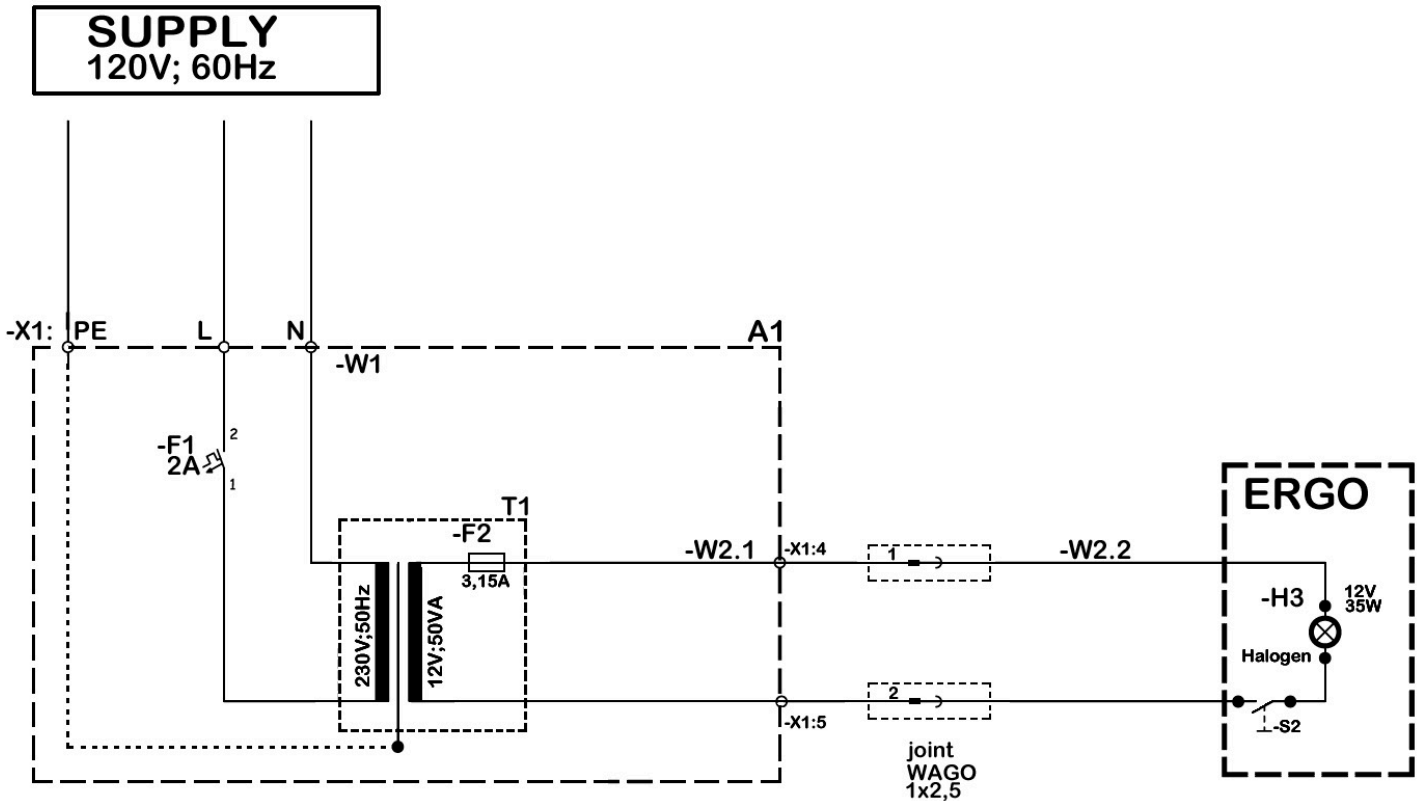 SUPPLY
120V; 60Hz
-X1: PE L N A1
-W1
-F1
2A
2
1
T1
-F2
3,15A
230V;50Hz
12V;50VA
-W2.1
-X1:4
1
-W2.2
-X1:5
2
joint
WAGO
1x2,5
ERGO
-H3
12V
35W
Halogen
-S2